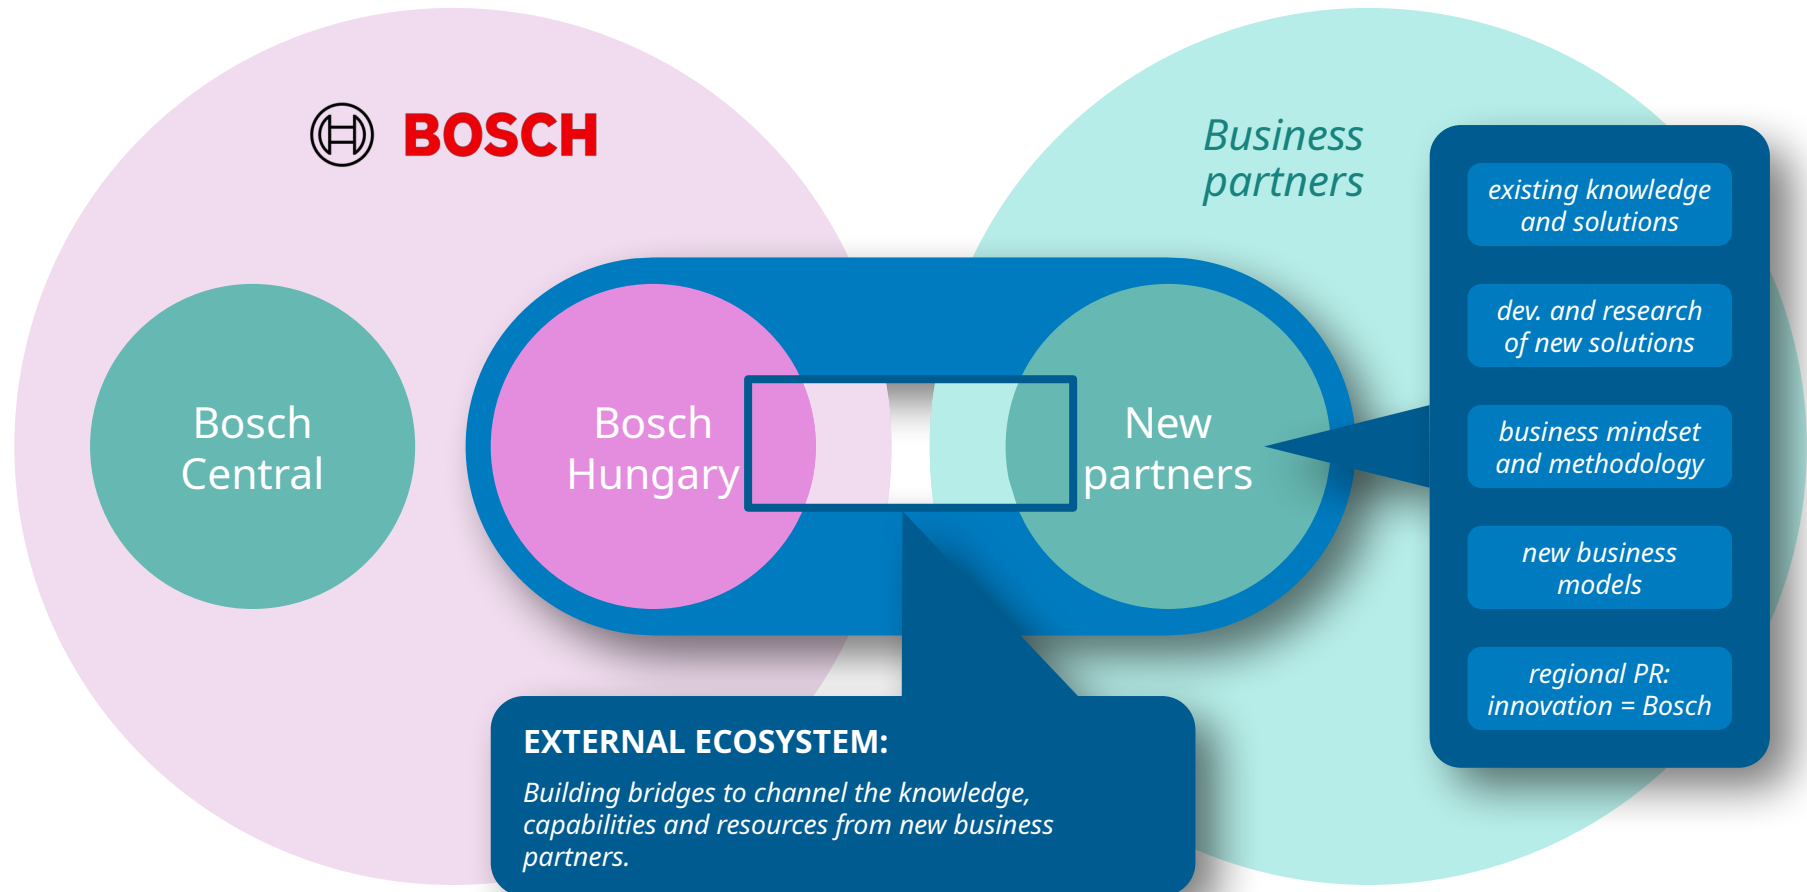 BOSCH
Business
partners
Bosch
Central
Bosch
Hungary
New
partners
existing knowledge
and solutions
dev. and research
of new solutions
business mindset
and methodology
new business
models
regional PR:
innovation = Bosch
EXTERNAL ECOSYSTEM:
Building bridges to channel the knowledge,
capabilities and resources from new business
partners.